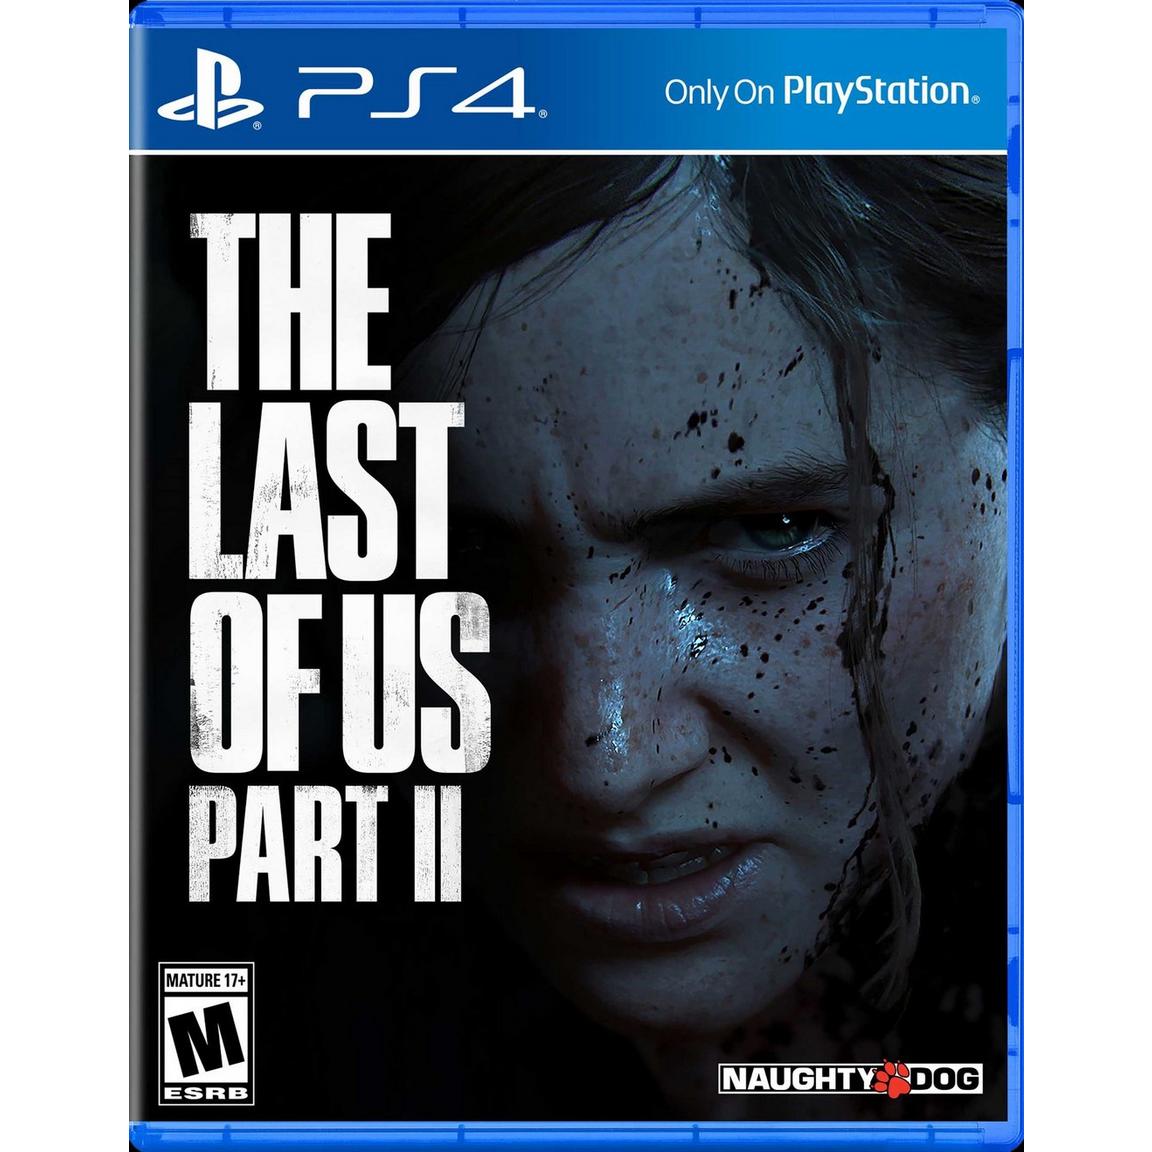 PS4®
Only On PlayStation®
THE
LAST
OF US
PART II
MATURE 17+
M
ESRB
NAUGHTY DOG